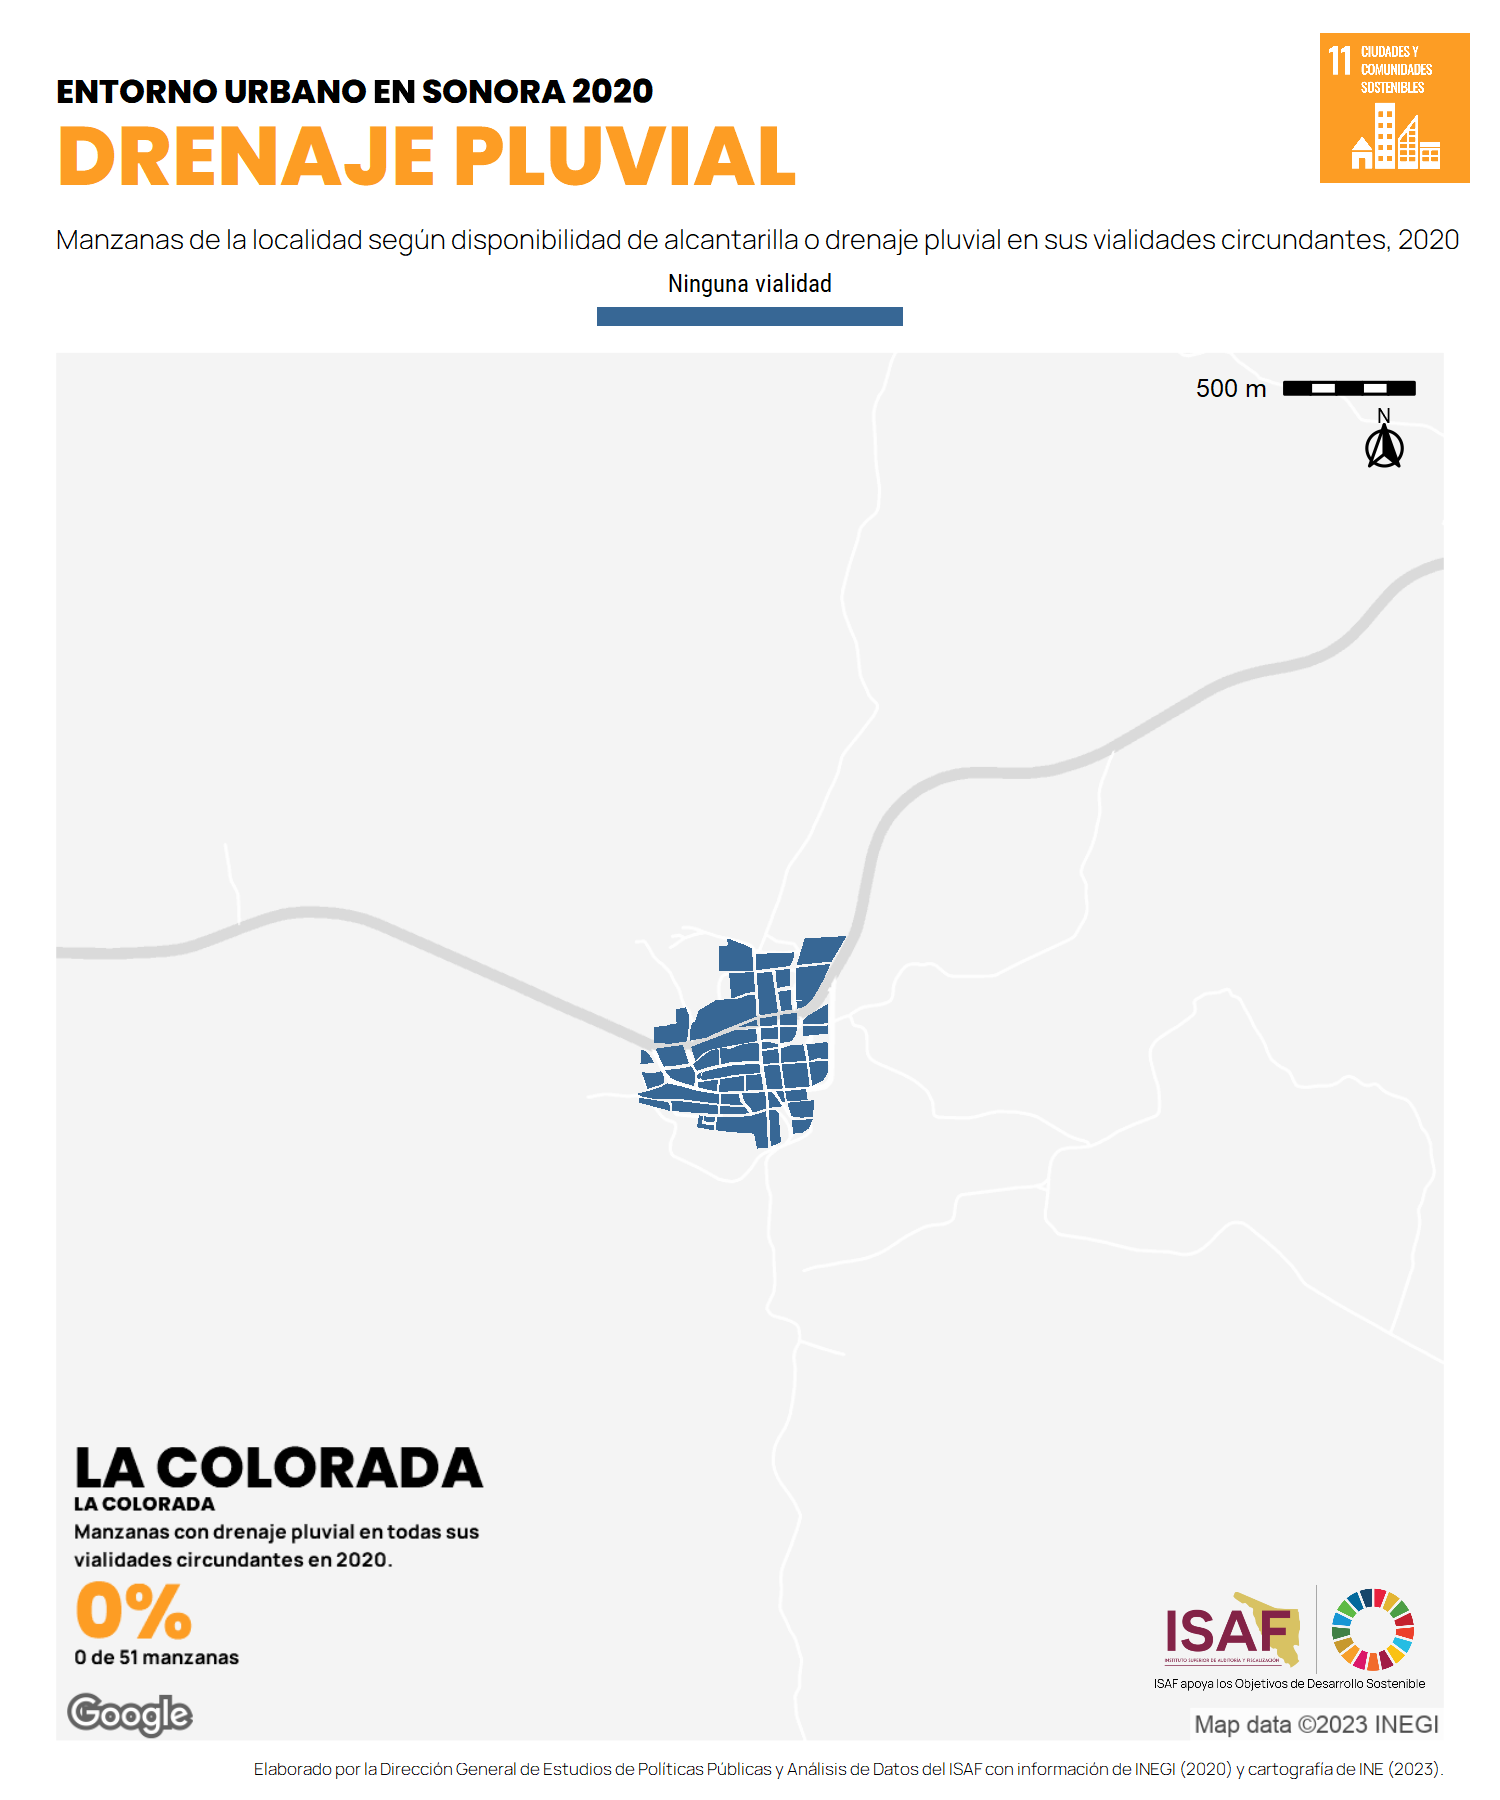 ENTORNO URBANO EN SONORA 2020
DRENAJE PLUVIAL
11 CIUDADES Y
COMUNIDADES
SOSTENIBLES
Manzanas de la localidad según disponibilidad de alcantarilla o drenaje pluvial en sus vialidades circundantes, 2020
Ninguna vialidad
500 m
N
LA COLORADA
LA COLORADA
Manzanas con drenaje pluvial en todas sus
vialidades circundantes en 2020.
0%
0 de 51 manzanas
Google
ISAF
INSTITUTO SUPERIOR DE AUDITORÍA Y FISCALIZACIÓN
ISAF apoya los Objetivos de Desarrollo Sostenible
Map data ©2023 INEGI
Elaborado por la Dirección General de Estudios de Políticas Públicas y Análisis de Datos del ISAF con información de INEGI (2020) y cartografía de INE (2023).